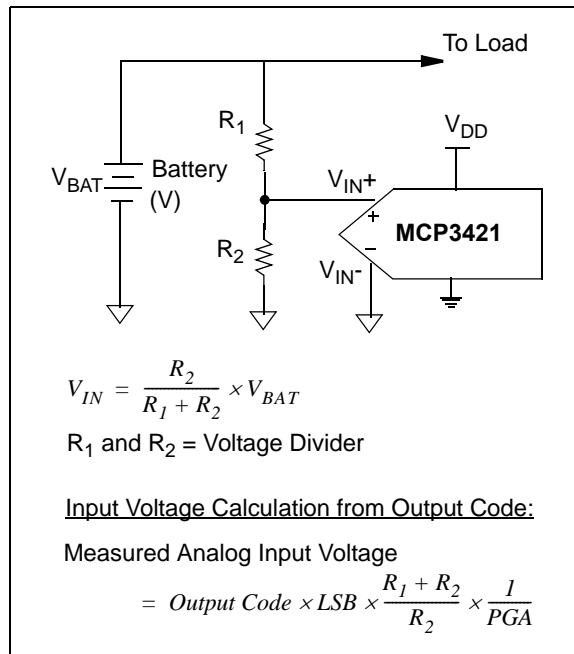 To Load
R1
VDD
VBAT
Battery
(V)
VIN+
+
MCP3421
R2
–
VIN-
VIN = R2 / (R1 + R2) × VBAT
R1 and R2 = Voltage Divider
Input Voltage Calculation from Output Code:
Measured Analog Input Voltage
= Output Code × LSB × (R1 + R2) / R2 × 1 / PGA